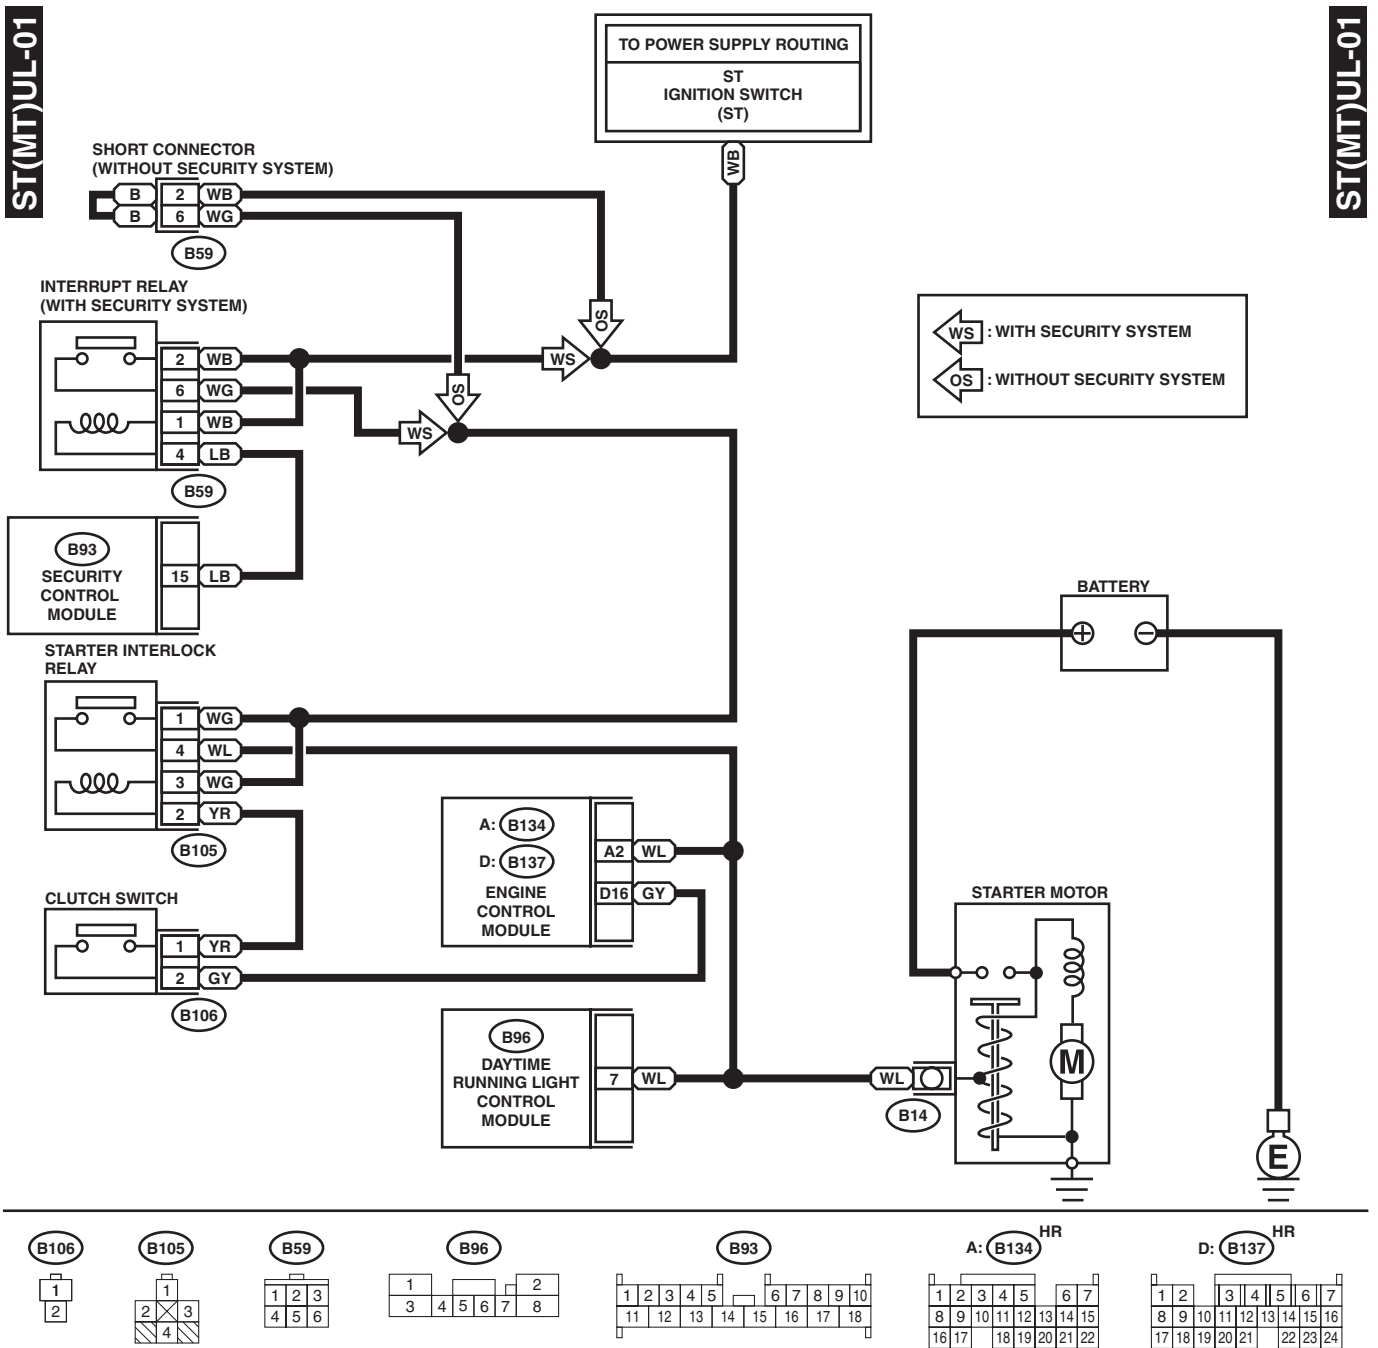 ST(MT)UL-01
ST(MT)UL-01
TO POWER SUPPLY ROUTING
ST
IGNITION SWITCH
(ST)
WB
SHORT CONNECTOR
(WITHOUT SECURITY SYSTEM)
B 2 WB
B 6 WG
B59
OS
WS
OS
WS
INTERRUPT RELAY
(WITH SECURITY SYSTEM)
2 WB
6 WG
1 WB
4 LB
B59
WS : WITH SECURITY SYSTEM
OS : WITHOUT SECURITY SYSTEM
B93
SECURITY
CONTROL
MODULE
15 LB
BATTERY
+ −
STARTER INTERLOCK
RELAY
1 WG
4 WL
3 WG
2 YR
B105
A: B134
D: B137
ENGINE
CONTROL
MODULE
A2 WL
D16 GY
CLUTCH SWITCH
1 YR
2 GY
B106
STARTER MOTOR
M
B96
DAYTIME
RUNNING LIGHT
CONTROL
MODULE
7 WL
WL
B14
E
B106
1
2
B105
1
2 3
4
B59
1 2 3
4 5 6
B96
1 2
3 4 5 6 7 8
B93
1 2 3 4 5 6 7 8 9 10
11 12 13 14 15 16 17 18
A: B134 HR
1 2 3 4 5 6 7
8 9 10 11 12 13 14 15
16 17 18 19 20 21 22
D: B137 HR
1 2 3 4 5 6 7
8 9 10 11 12 13 14 15 16
17 18 19 20 21 22 23 24